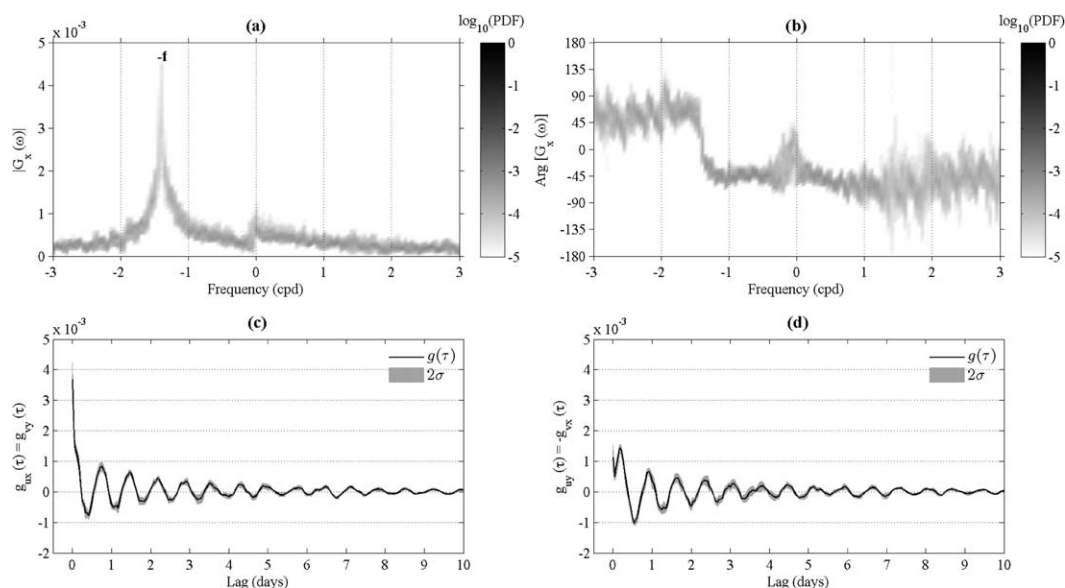 (a)
log10(PDF)
x 10^-3
-f
5
4
3
2
1
0
-3 -2 -1 0 1 2 3
|G_x (ω)|
Frequency (cpd)
0
-1
-2
-3
-4
-5
(b)
log10(PDF)
180
135
90
45
0
-45
-90
-135
-180
-3 -2 -1 0 1 2 3
Arg [G_x (ω)]
Frequency (cpd)
0
-1
-2
-3
-4
-5
(c)
x 10^-3
5
4
3
2
1
0
-1
-2
0 1 2 3 4 5 6 7 8 9 10
g_ux (τ) = g_vy (τ)
Lag (days)
g(τ)
2σ
(d)
x 10^-3
5
4
3
2
1
0
-1
-2
0 1 2 3 4 5 6 7 8 9 10
g_uy (τ) = -g_vx (τ)
Lag (days)
g(τ)
2σ